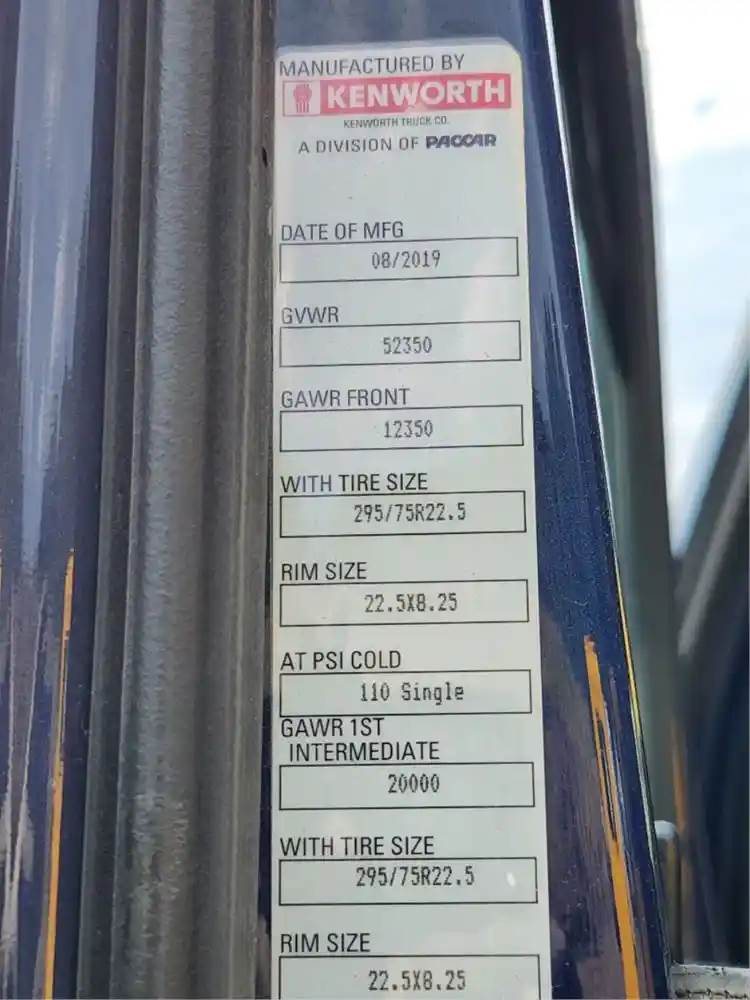 MANUFACTURED BY
KENWORTH
KENWORTH TRUCK CO.
A DIVISION OF PACCAR
DATE OF MFG
08/2019
GVWR
52350
GAWR FRONT
12350
WITH TIRE SIZE
295/75R22.5
RIM SIZE
22.5X8.25
AT PSI COLD
110 Single
GAWR 1ST
INTERMEDIATE
20000
WITH TIRE SIZE
295/75R22.5
RIM SIZE
22.5X8.25